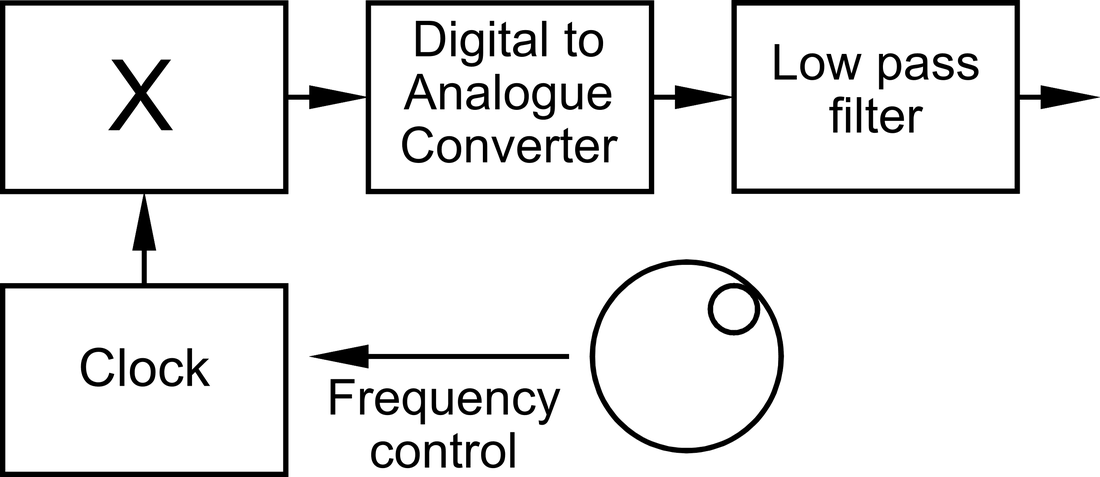 X
Digital to
Analogue
Converter
Low pass
filter
Clock
Frequency
control